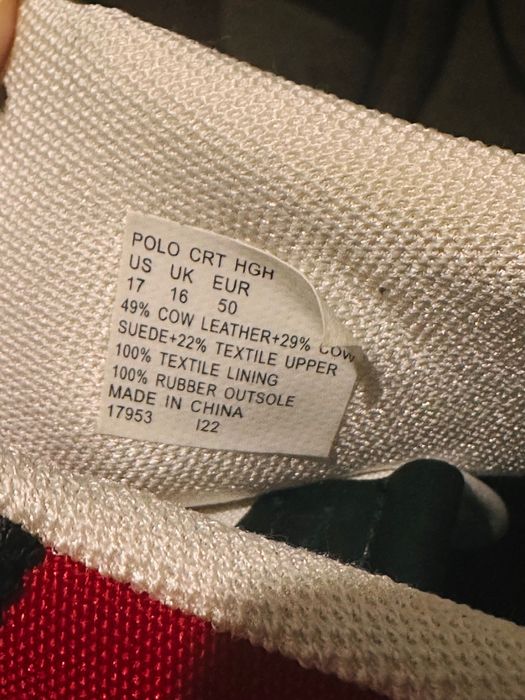 POLO CRT HGH
US UK EUR
17 16 50
49% COW LEATHER+29% COW
SUEDE+22% TEXTILE UPPER
100% TEXTILE LINING
100% RUBBER OUTSOLE
MADE IN CHINA
17953 I22